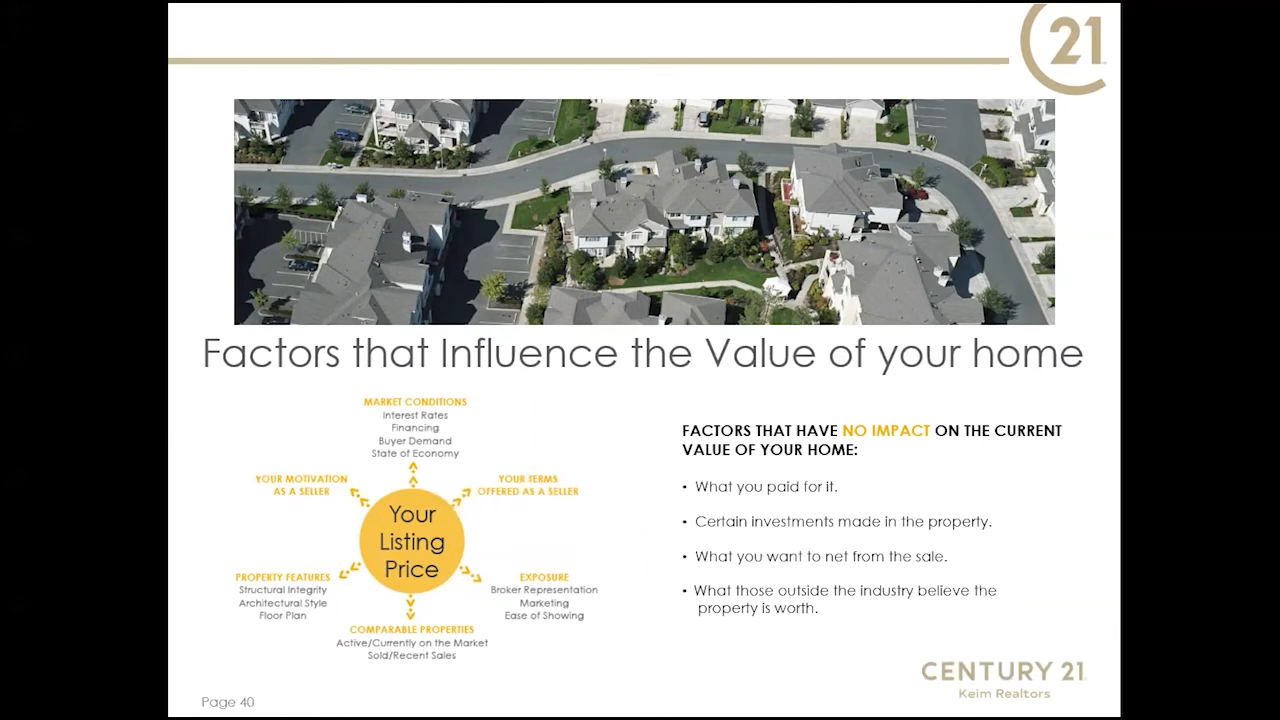 21
Factors that Influence the Value of your home
MARKET CONDITIONS
Interest Rates
Financing
Buyer Demand
State of Economy
YOUR MOTIVATION
AS A SELLER
YOUR TERMS
OFFERED AS A SELLER
Your
Listing
Price
PROPERTY FEATURES
Structural Integrity
Architectural Style
Floor Plan
EXPOSURE
Broker Representation
Marketing
Ease of Showing
COMPARABLE PROPERTIES
Active/Currently on the Market
Sold/Recent Sales
FACTORS THAT HAVE NO IMPACT ON THE CURRENT
VALUE OF YOUR HOME:
• What you paid for it.
• Certain investments made in the property.
• What you want to net from the sale.
• What those outside the industry believe the
property is worth.
CENTURY 21
Keim Realtors
Page 40